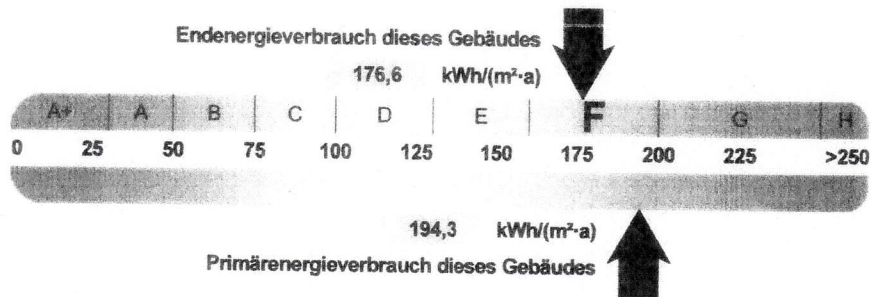 Endenergieverbrauch dieses Gebäudes
176,6 kWh/(m²·a)
A+ A B C D E F G H
0 25 50 75 100 125 150 175 200 225 >250
194,3 kWh/(m²·a)
Primärenergieverbrauch dieses Gebäudes